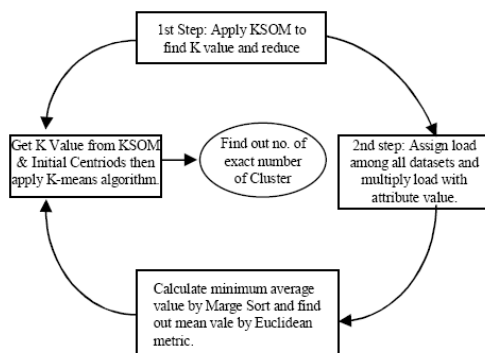 1st Step: Apply KSOM to
find K value and reduce
Get K Value from KSOM
& Initial Centriods then
apply K-means algorithm.
Find out no. of
exact number
of Cluster
2nd step: Assign load
among all datasets and
multiply load with
attribute value.
Calculate minimum average
value by Marge Sort and find
out mean vale by Euclidean
metric.